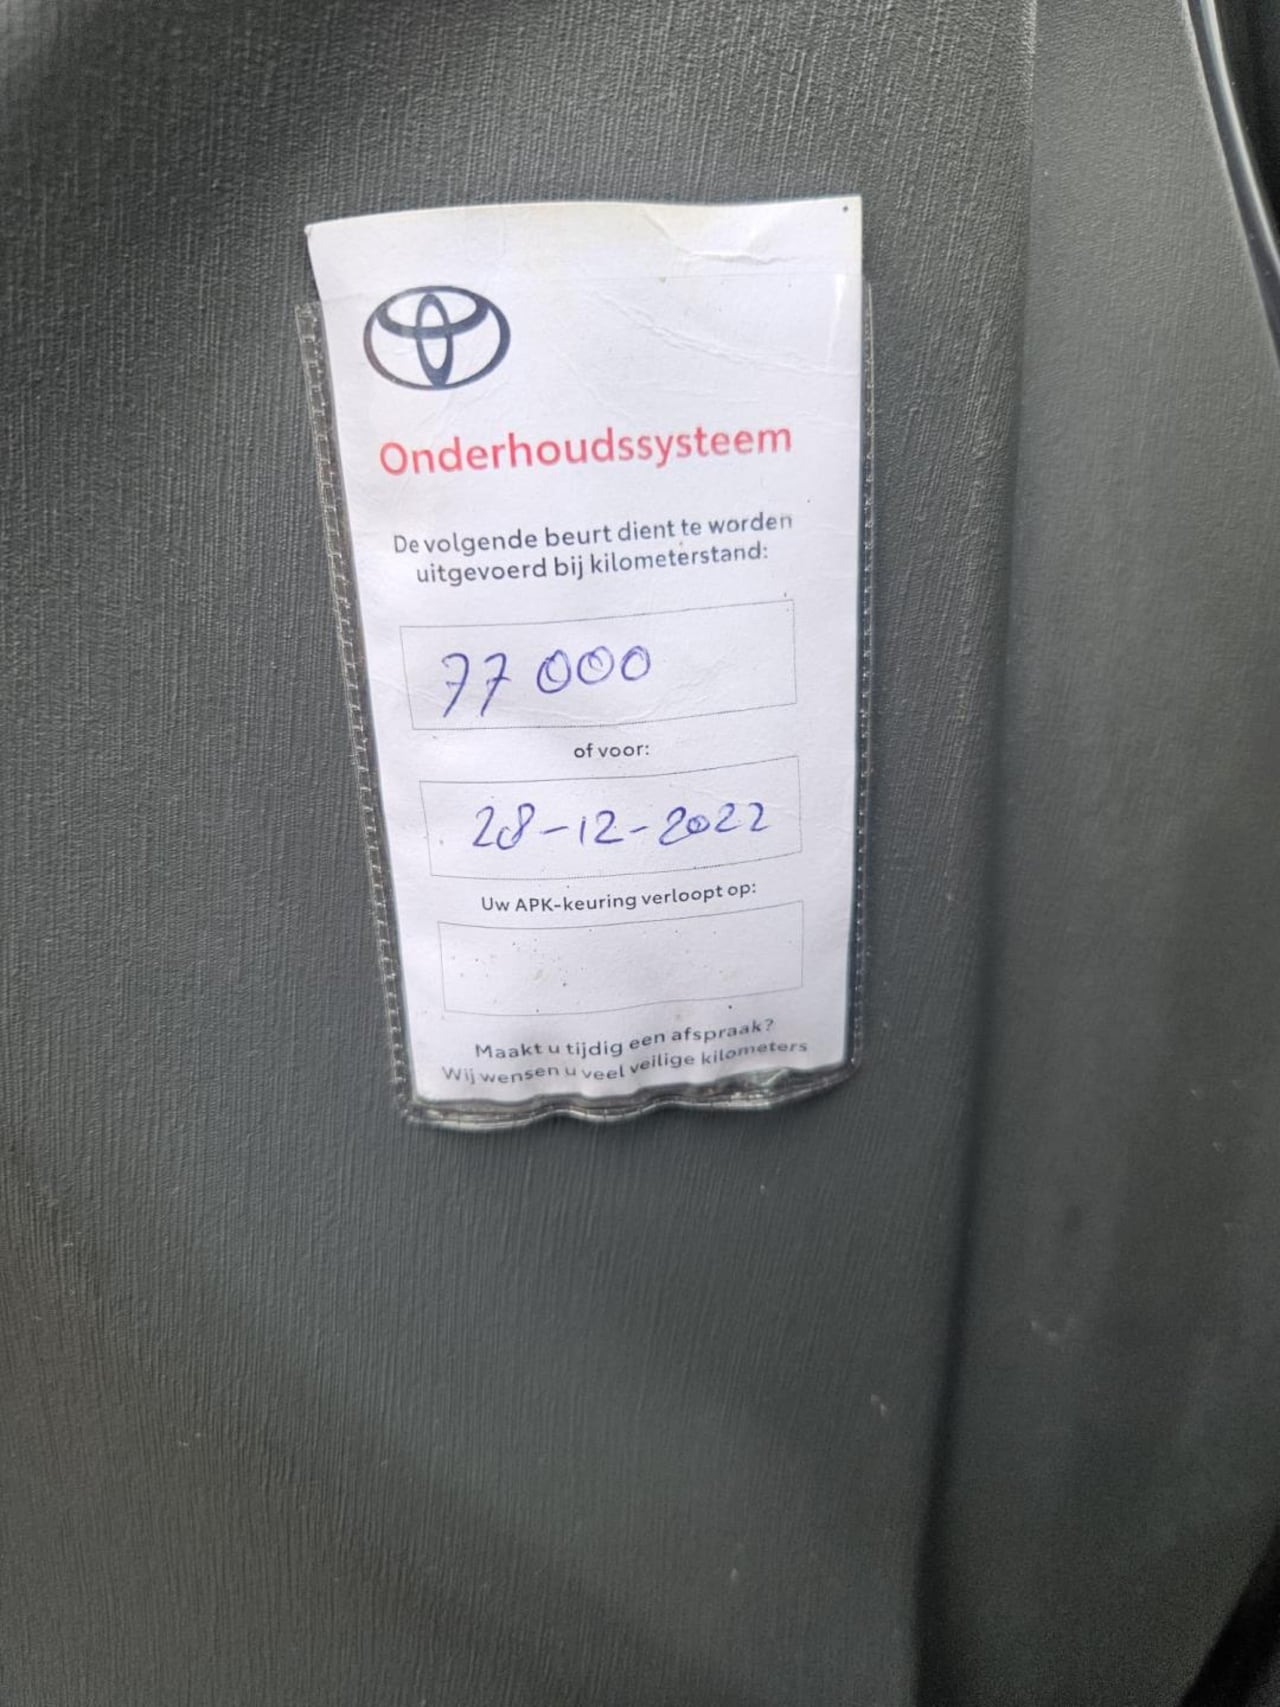 Onderhoudssysteem
De volgende beurt dient te worden
uitgevoerd bij kilometerstand:
77 000
of voor:
28-12-2022
Uw APK-keuring verloopt op:
Maakt u tijdig een afspraak?
Wij wensen u veel veilige kilometers